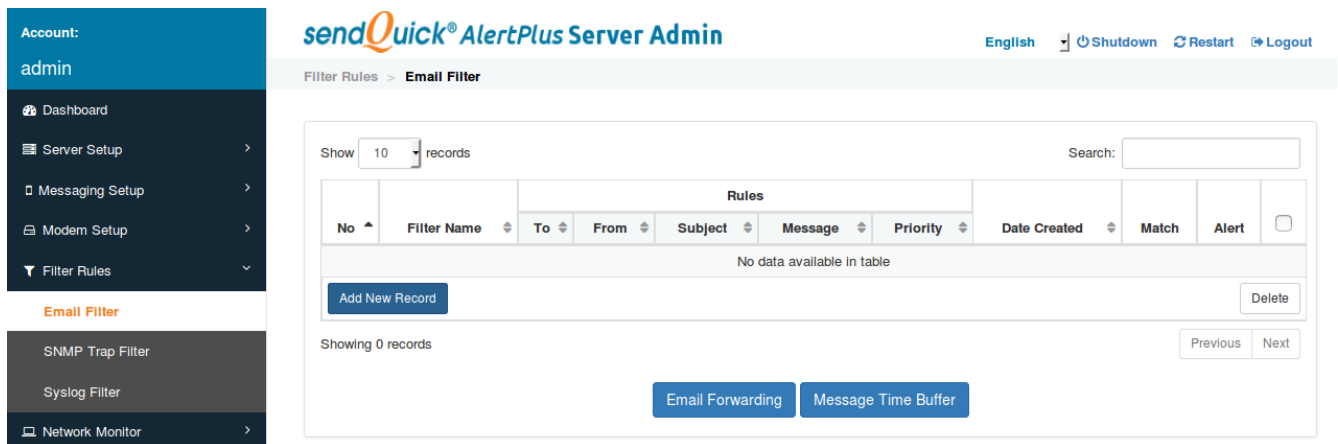 Account:
admin
Dashboard
Server Setup
Messaging Setup
Modem Setup
Filter Rules
Email Filter
SNMP Trap Filter
Syslog Filter
Network Monitor
sendQuick® AlertPlus Server Admin
English Shutdown Restart Logout
Filter Rules > Email Filter
Show 10 records Search:
Rules
No Filter Name To From Subject Message Priority Date Created Match Alert
No data available in table
Add New Record Delete
Showing 0 records Previous Next
Email Forwarding Message Time Buffer